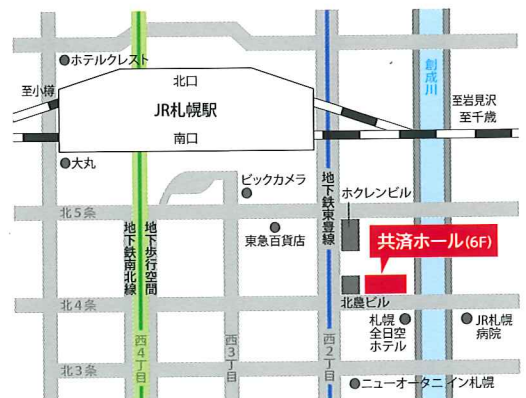 ホテルクレスト
北口
至小樽
JR札幌駅
南口
創成川
至岩見沢
至千歳
大丸
ビックカメラ
ホクレンビル
北5条
東急百貨店
地下鉄南北線
地下歩行空間
地下鉄東豊線
共済ホール(6F)
北農ビル
北4条
札幌
全日空
ホテル
JR札幌
病院
西4丁目
西3丁目
西2丁目
北3条
ニューオータニイン札幌